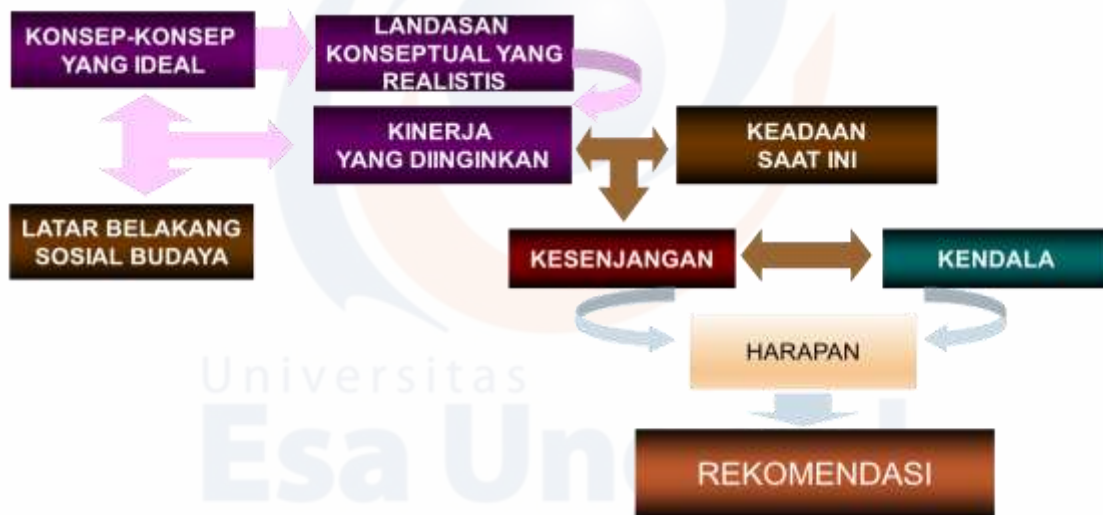 KONSEP-KONSEP
YANG IDEAL
LANDASAN
KONSEPTUAL YANG
REALISTIS
KINERJA
YANG DIINGINKAN
KEADAAN
SAAT INI
LATAR BELAKANG
SOSIAL BUDAYA
KESENJANGAN
KENDALA
HARAPAN
REKOMENDASI
Universitas
Esa Un